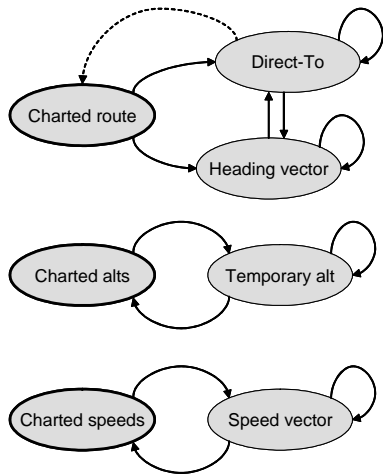 Direct-To
Charted route
Heading vector
Charted alts
Temporary alt
Charted speeds
Speed vector